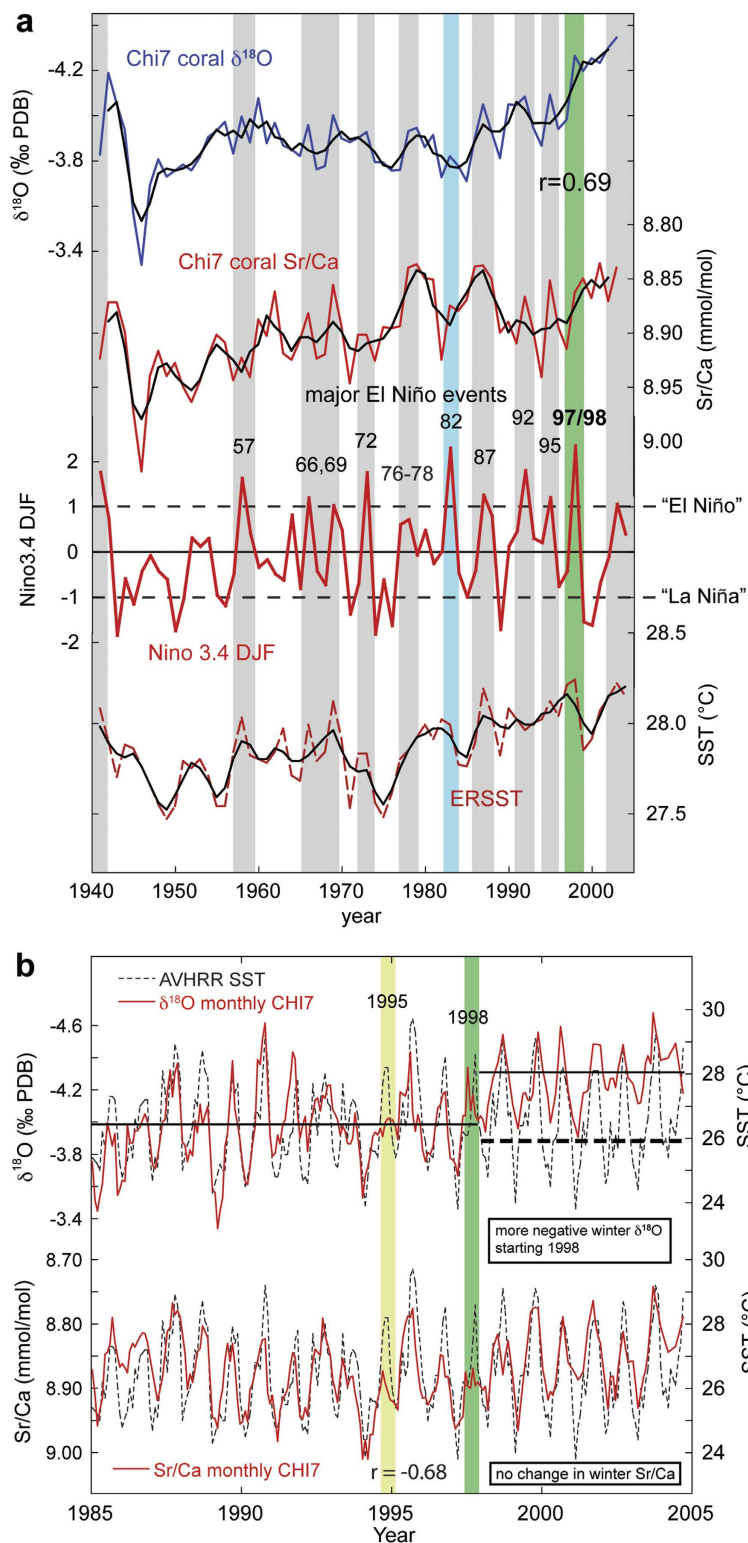 a
Chi7 coral δ¹⁸O
-4.2
-3.8
-3.4
δ¹⁸O (‰ PDB)
r=0.69
8.80
8.85
8.90
8.95
9.00
Sr/Ca (mmol/mol)
Chi7 coral Sr/Ca
major El Niño events
57
66,69
72
76-78
82
87
92
95
97/98
2
1
0
-1
-2
Nino3.4 DJF
“El Niño”
“La Niña”
Nino 3.4 DJF
28.5
28.0
27.5
SST (°C)
ERSST
1940
1950
1960
1970
1980
1990
2000
year
b
AVHRR SST
δ¹⁸O monthly CHI7
1995
1998
-4.6
-4.2
-3.8
-3.4
δ¹⁸O (‰ PDB)
30
28
26
24
SST (°C)
more negative winter δ¹⁸O
starting 1998
8.70
8.80
8.90
9.00
Sr/Ca (mmol/mol)
30
28
26
24
SST (°C)
Sr/Ca monthly CHI7
r = -0.68
no change in winter Sr/Ca
1985
1990
1995
2000
2005
Year